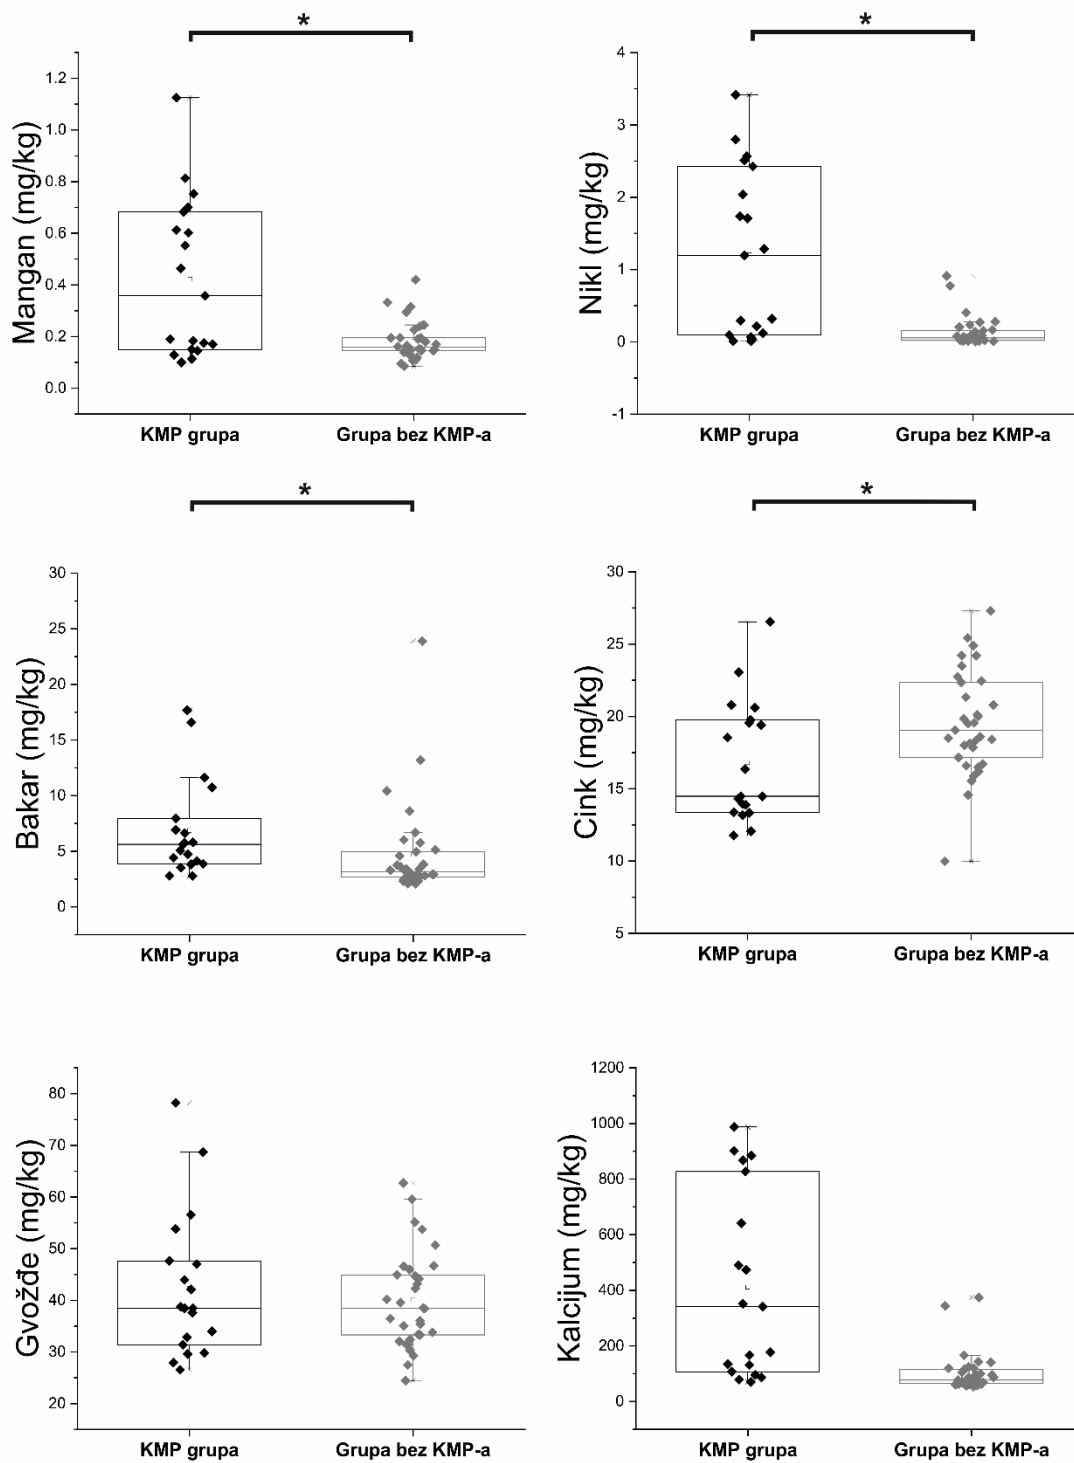 *
Mangan (mg/kg)
1.2
1.0
0.8
0.6
0.4
0.2
0.0
KMP grupa
Grupa bez KMP-a
*
Nikl (mg/kg)
4
3
2
1
0
-1
KMP grupa
Grupa bez KMP-a
*
Bakar (mg/kg)
30
25
20
15
10
5
0
KMP grupa
Grupa bez KMP-a
*
Cink (mg/kg)
30
25
20
15
10
5
KMP grupa
Grupa bez KMP-a
Gvožđe (mg/kg)
80
70
60
50
40
30
20
KMP grupa
Grupa bez KMP-a
Kalcijum (mg/kg)
1200
1000
800
600
400
200
0
KMP grupa
Grupa bez KMP-a